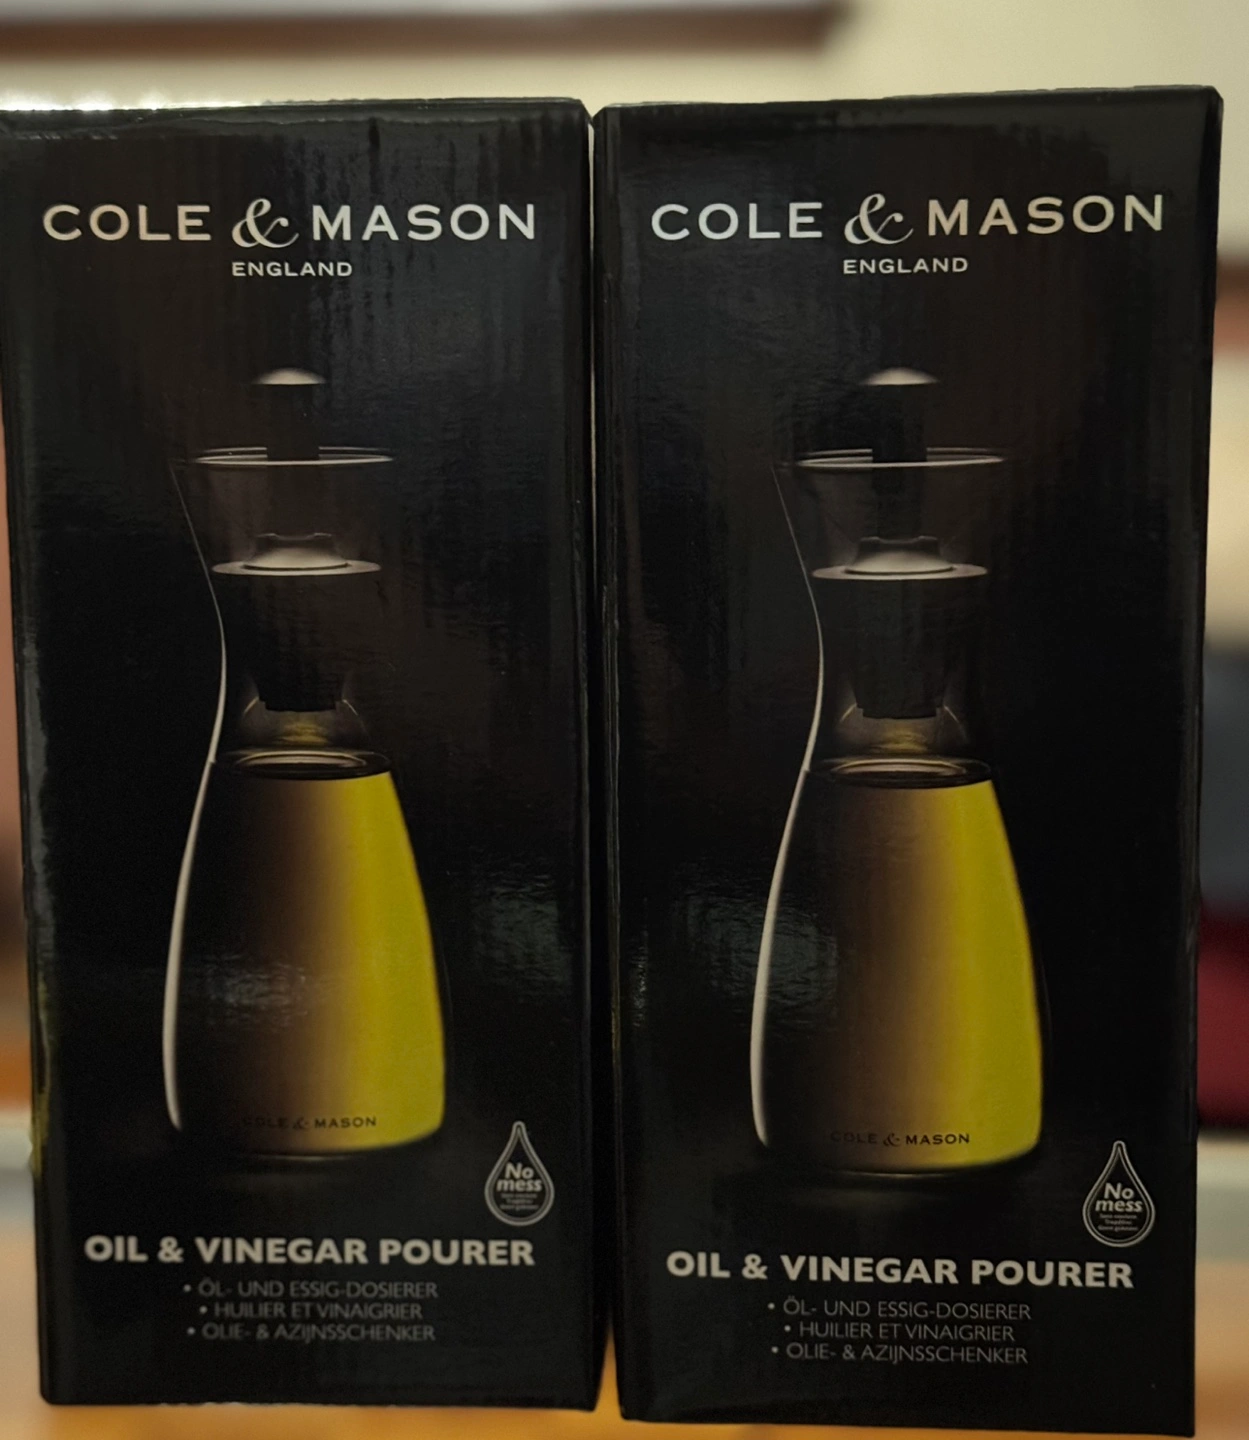 COLE & MASON
ENGLAND
COLE & MASON
No
mess
OIL & VINEGAR POURER
• ÖL- UND ESSIG-DOSIERER
• HUILIER ET VINAIGRIER
• OLIE- & AZIJNSSCHENKER
COLE & MASON
ENGLAND
COLE & MASON
No
mess
OIL & VINEGAR POURER
• ÖL- UND ESSIG-DOSIERER
• HUILIER ET VINAIGRIER
• OLIE- & AZIJNSSCHENKER